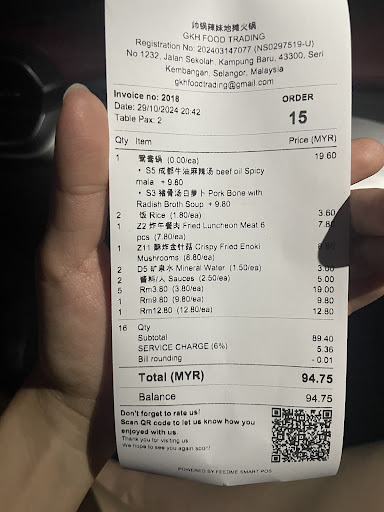 帅锅辣妹地摊火锅
GKH FOOD TRADING
Registration No: 202403147077 (NS0297519-U)
No 1232, Jalan Sekolah, Kampung Baru, 43300, Seri
Kembangan, Selangor, Malaysia
gkhfoodtrading@gmail.com
Invoice no: 2018
Date: 29/10/2024 20:42
Table Pax: 2
ORDER
15
Qty Item Price (MYR)
1 鸳鸯锅 (0.00/ea) 19.60
• S5 成都牛油麻辣汤 beef oil Spicy
mala + 9.80
• S3 猪骨汤白萝卜 Pork Bone with
Radish Broth Soup + 9.80
2 饭 Rice (1.80/ea) 3.60
1 Z2 炸午餐肉 Fried Luncheon Meat 6 7.80
pcs (7.80/ea)
1 Z11 酥炸金针菇 Crispy Fried Enoki
Mushrooms (8.80/ea)
2 D5 矿泉水 Mineral Water (1.50/ea) 3.00
2 酱料/人 Sauces (2.50/ea) 5.00
5 Rm3.80 (3.80/ea) 19.00
1 Rm9.80 (9.80/ea) 9.80
1 Rm12.80 (12.80/ea) 12.80
16 Qty
Subtotal 89.40
SERVICE CHARGE (6%) 5.36
Bill rounding - 0.01
Total (MYR) 94.75
Balance 94.75
Don't forget to rate us!
Scan QR code to let us know how you
enjoyed with us.
Thank you for visiting us
We hope to see you again soon!
POWERED BY FEEDME SMART POS